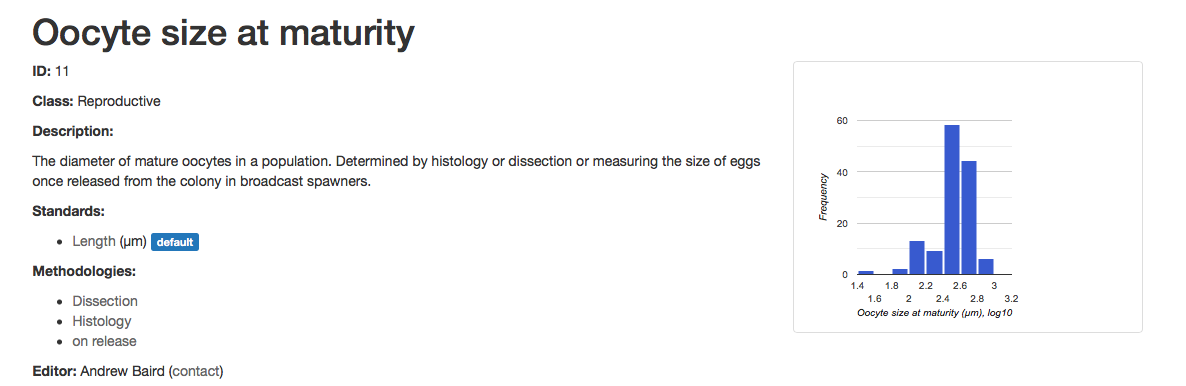 Oocyte size at maturity
ID: 11
Class: Reproductive
Description:
The diameter of mature oocytes in a population. Determined by histology or dissection or measuring the size of eggs
once released from the colony in broadcast spawners.
Standards:
• Length (μm) default
Methodologies:
• Dissection
• Histology
• on release
Editor: Andrew Baird (contact)
60
40
20
0
Frequency
1.4 1.8 2.2 2.6 3
1.6 2 2.4 2.8 3.2
Oocyte size at maturity (μm), log10